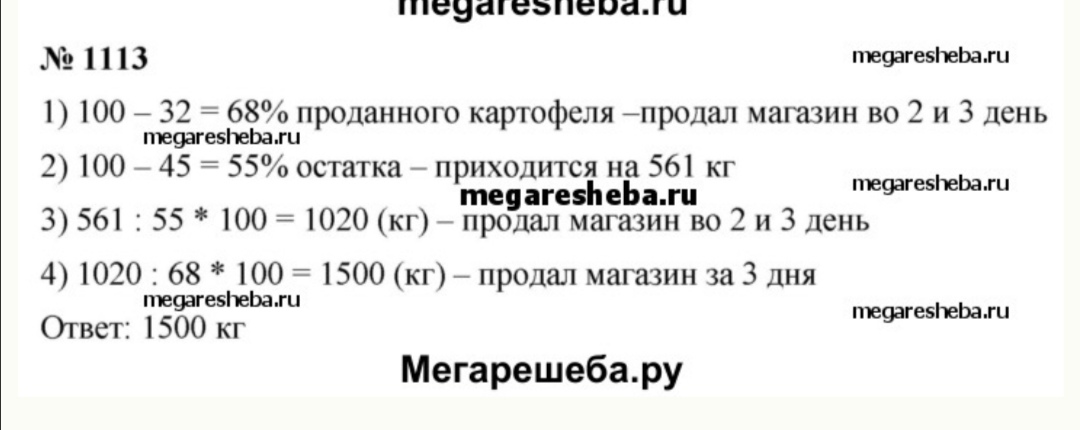 megaresheba.ru
№ 1113 megaresheba.ru
1) 100 – 32 = 68% проданного картофеля –продал магазин во 2 и 3 день
megaresheba.ru
2) 100 – 45 = 55% остатка – приходится на 561 кг
megaresheba.ru megaresheba.ru
3) 561 : 55 * 100 = 1020 (кг) – продал магазин во 2 и 3 день
4) 1020 : 68 * 100 = 1500 (кг) – продал магазин за 3 дня
megaresheba.ru megaresheba.ru
Ответ: 1500 кг
Мегарешеба.ру